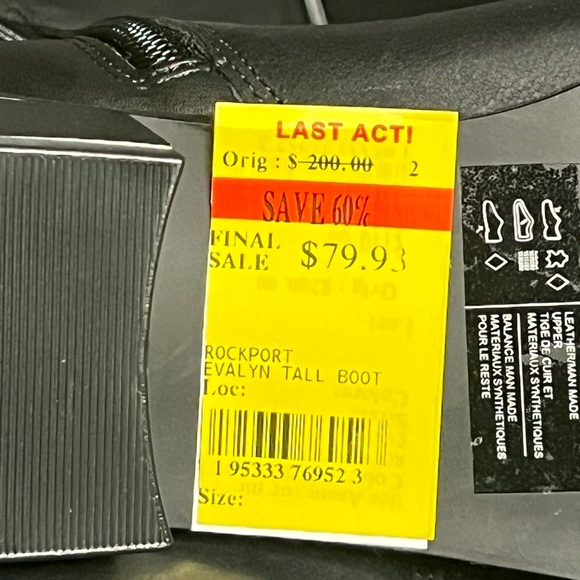 LAST ACT!
Orig : $ 200.00 2
SAVE 60%
FINAL
SALE $79.93
ROCKPORT
EVALYN TALL BOOT
Loc:
1 95333 76952 3
Size:
LEATHER/MAN MADE
UPPER
TIGE DE CUIR ET
MATERIAUX SYNTHETIQUES
BALANCE MAN MADE
MATERIAUX SYNTHETIQUES
POUR LE RESTE